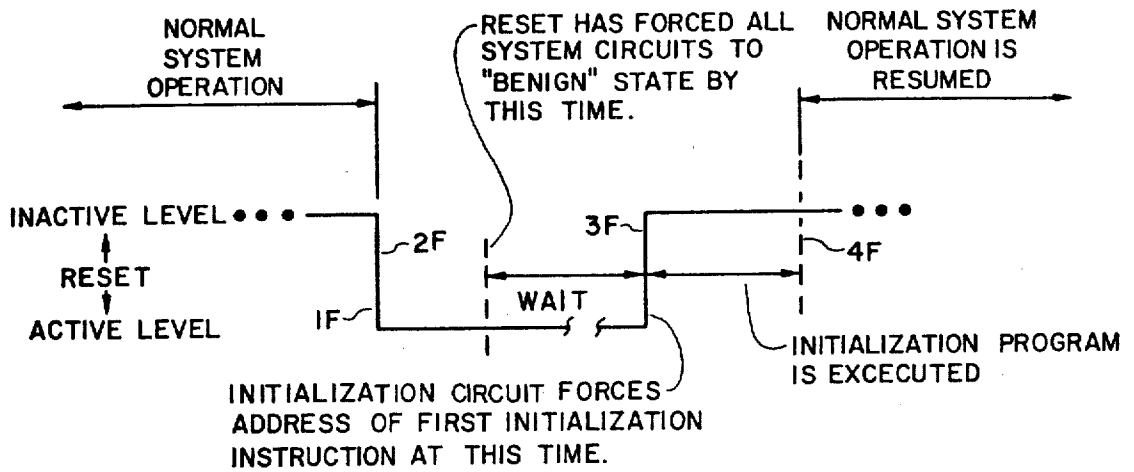 NORMAL
SYSTEM
OPERATION
RESET HAS FORCED ALL
SYSTEM CIRCUITS TO
"BENIGN" STATE BY
THIS TIME.
NORMAL SYSTEM
OPERATION IS
RESUMED
INACTIVE LEVEL
RESET
ACTIVE LEVEL
2F
1F
WAIT
3F
4F
INITIALIZATION PROGRAM
IS EXCECUTED
INITIALIZATION CIRCUIT FORCES
ADDRESS OF FIRST INITIALIZATION
INSTRUCTION AT THIS TIME.